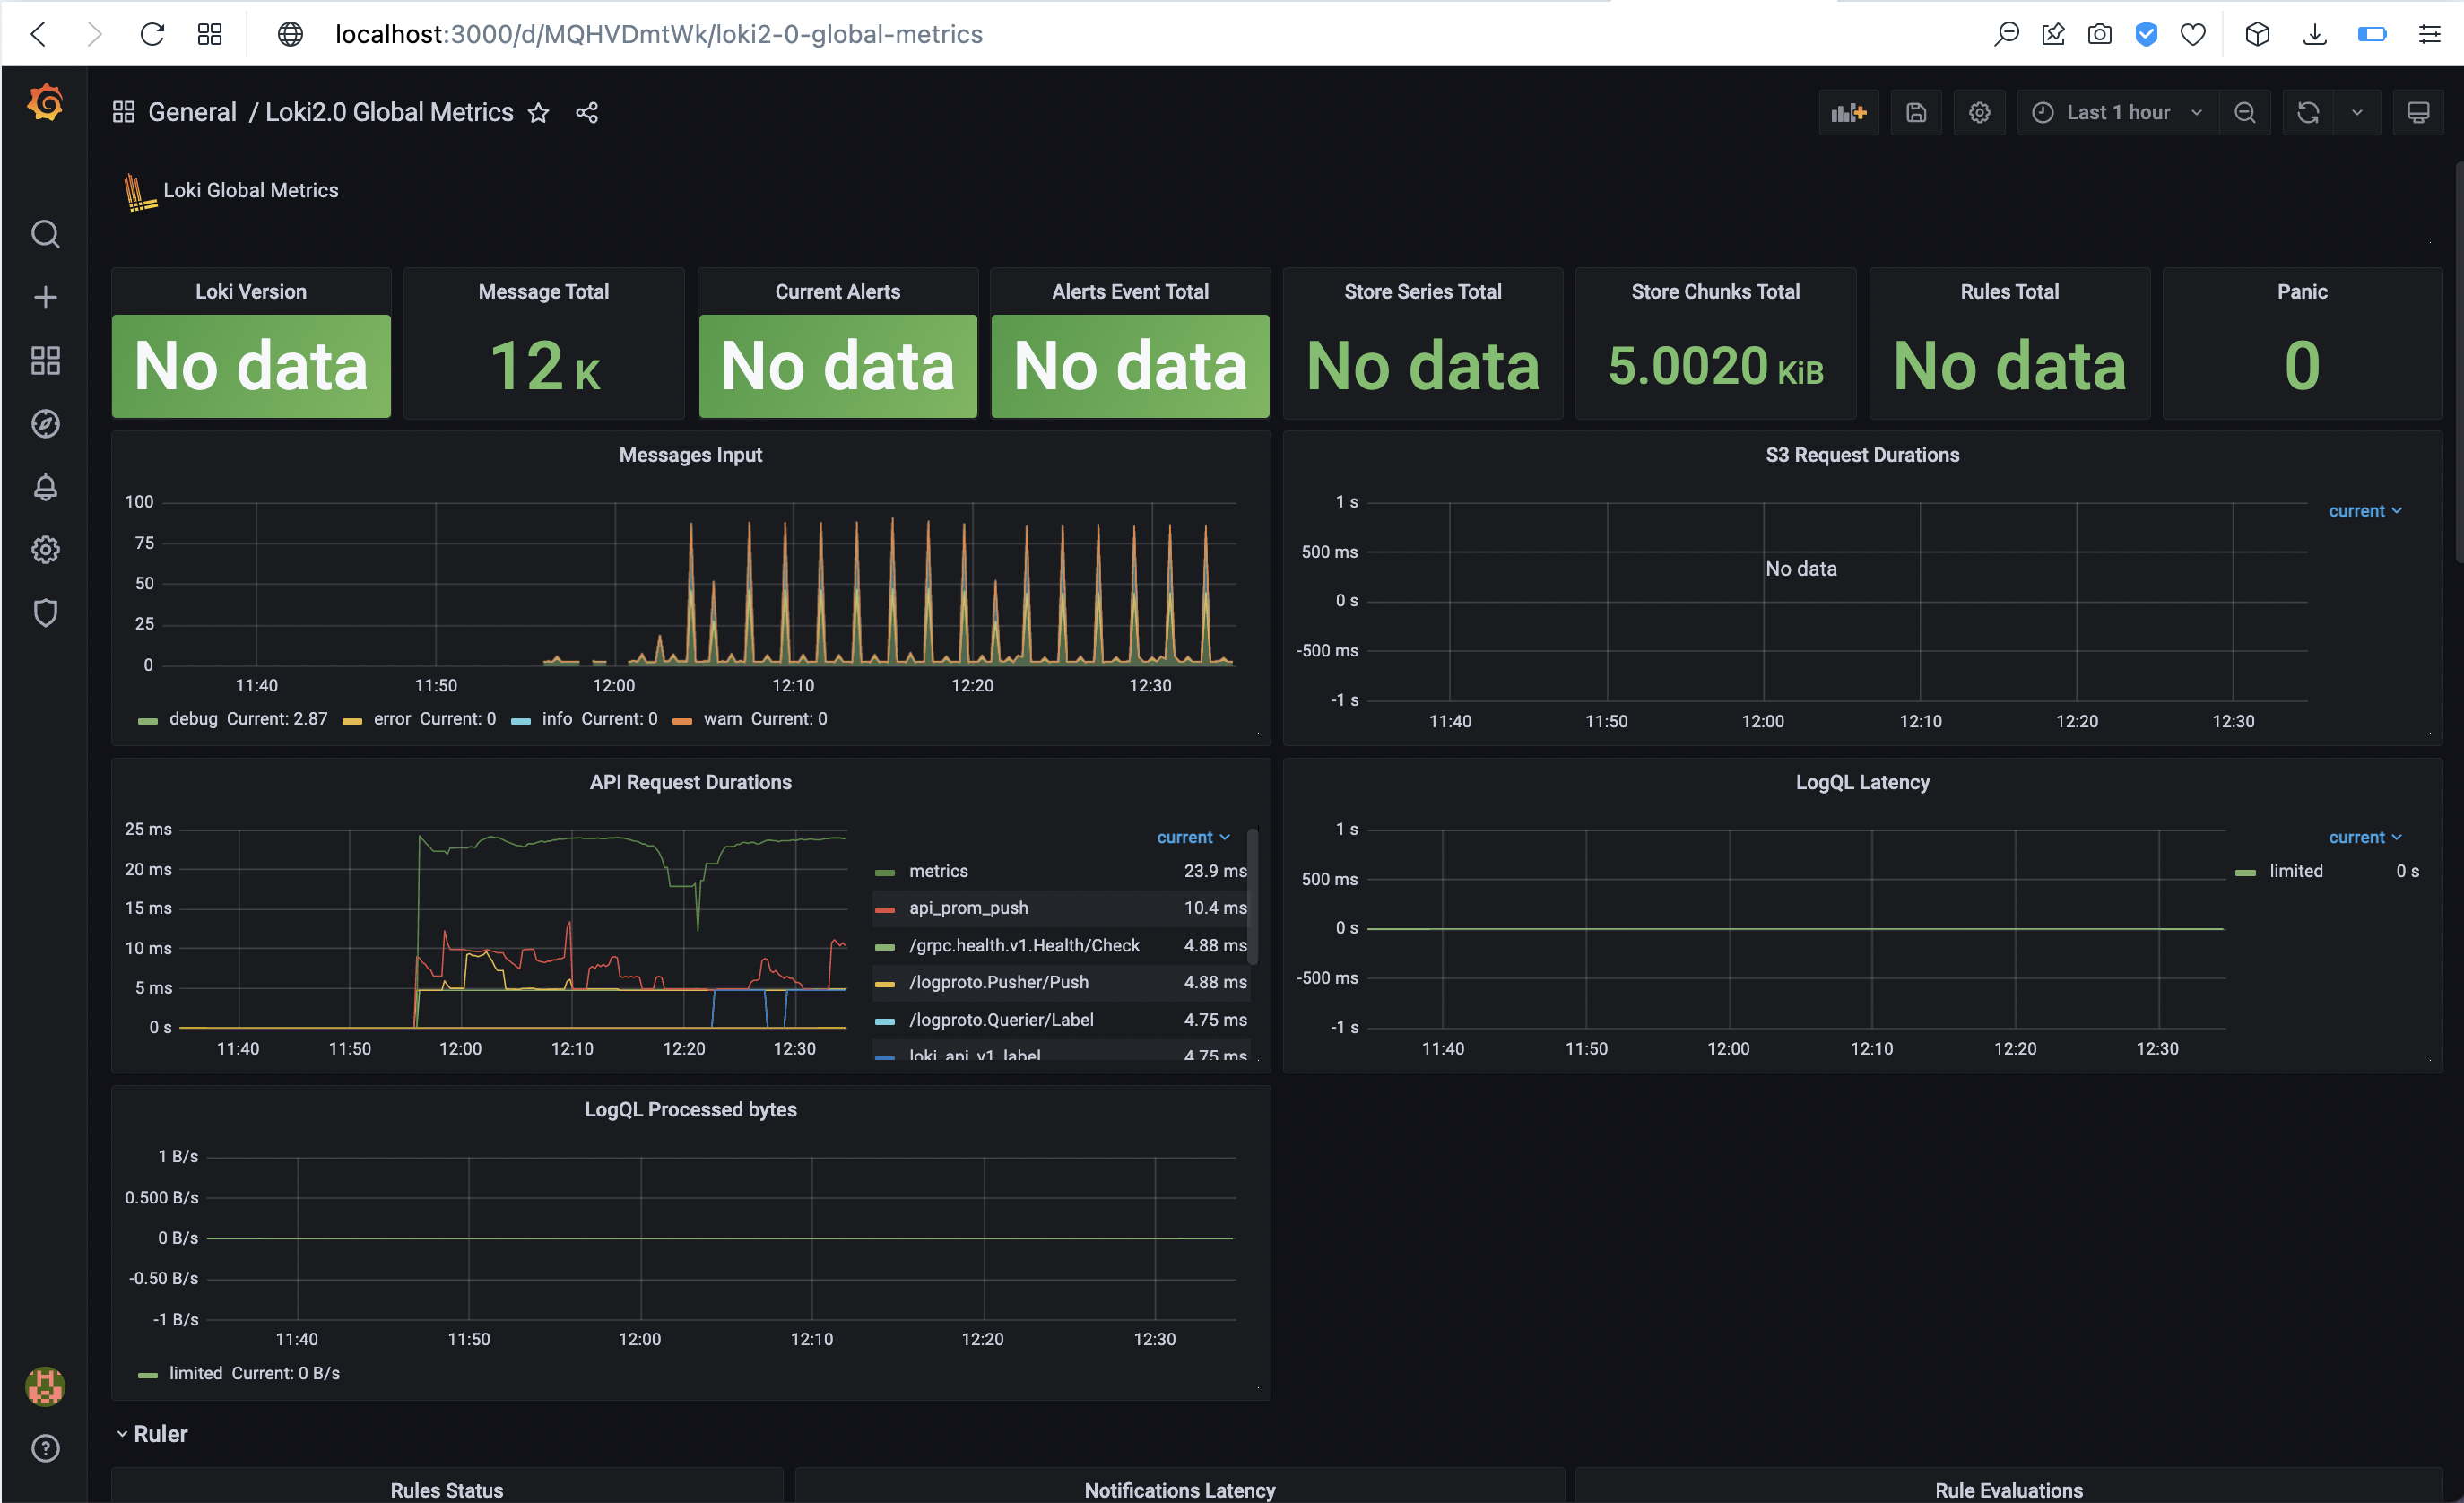 localhost:3000/d/MQHVDmtWk/loki2-0-global-metrics
General / Loki2.0 Global Metrics
Last 1 hour
Loki Global Metrics
Loki Version
Message Total
Current Alerts
Alerts Event Total
Store Series Total
Store Chunks Total
Rules Total
Panic
No data
12 K
No data
No data
No data
5.0020 KiB
No data
0
Messages Input
100
75
50
25
0
11:40 11:50 12:00 12:10 12:20 12:30
debug Current: 2.87 error Current: 0 info Current: 0 warn Current: 0
S3 Request Durations
current
1 s
500 ms
No data
0 s
-500 ms
-1 s
11:40 11:50 12:00 12:10 12:20 12:30
API Request Durations
25 ms
20 ms
15 ms
10 ms
5 ms
0 s
11:40 11:50 12:00 12:10 12:20 12:30
current
metrics 23.9 ms
api_prom_push 10.4 ms
/grpc.health.v1.Health/Check 4.88 ms
/logproto.Pusher/Push 4.88 ms
/logproto.Querier/Label 4.75 ms
loki_api_v1_label 4.75 ms
LogQL Latency
1 s
500 ms
0 s
-500 ms
-1 s
11:40 11:50 12:00 12:10 12:20 12:30
current
limited 0 s
LogQL Processed bytes
1 B/s
0.500 B/s
0 B/s
-0.50 B/s
-1 B/s
11:40 11:50 12:00 12:10 12:20 12:30
limited Current: 0 B/s
Ruler
Rules Status
Notifications Latency
Rule Evaluations